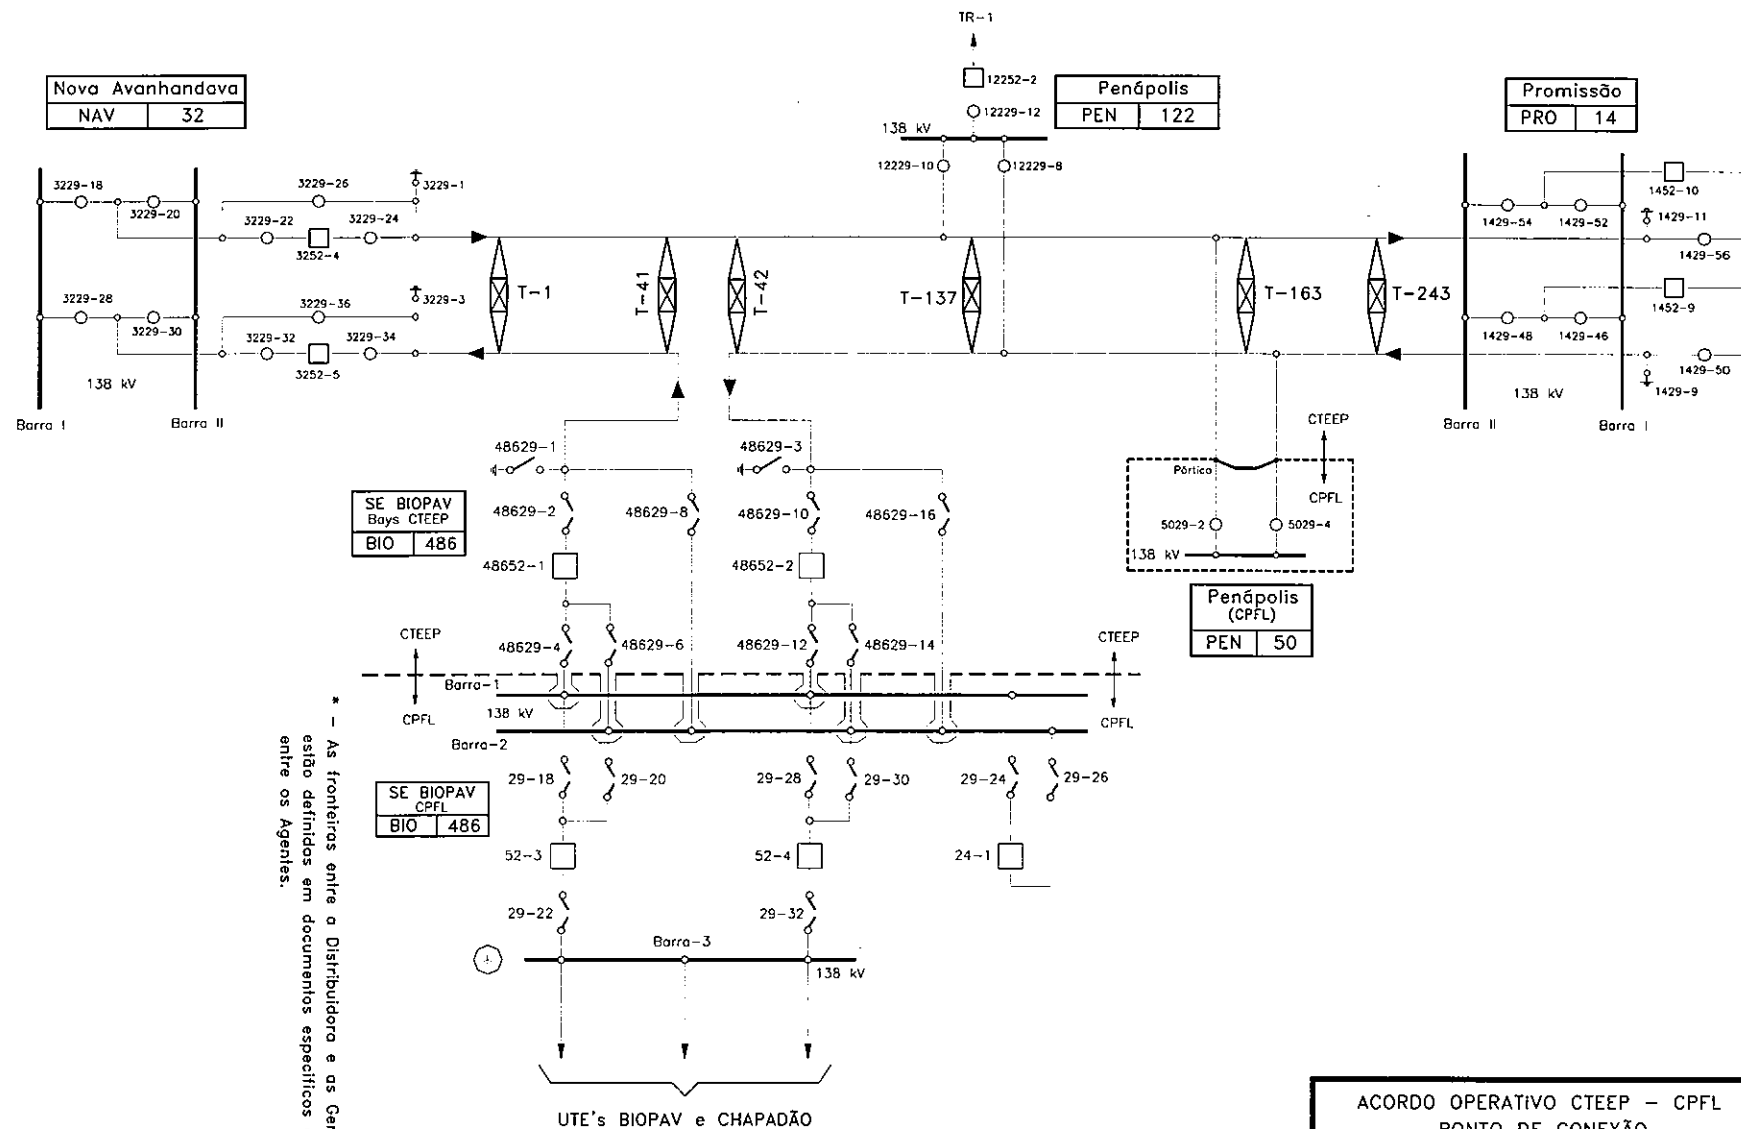 TR-1
12252-2
12229-12
138 kV
12229-10
12229-8
Nova Avanhandava
NAV 32
Penápolis
PEN 122
Promissão
PRO 14
3229-18
3229-20
3229-26
3229-1
3229-22
3229-24
3252-4
3229-28
3229-30
3229-36
3229-3
3229-32
3229-34
3252-5
138 kV
Barra I
Barra II
T-1
T-41
T-42
T-137
T-163
T-243
1452-10
1429-54
1429-52
1429-11
1429-56
1452-9
1429-48
1429-46
1429-50
1429-9
138 kV
Barra II
Barra I
48629-1
48629-3
SE BIOPAV
Bays CTEEP
BIO 486
48629-2
48629-8
48629-10
48629-16
48652-1
48652-2
CTEEP
CPFL
Pórtico
5029-2
5029-4
138 kV
Penápolis
(CPFL)
PEN 50
48629-4
48629-6
48629-12
48629-14
CTEEP
CPFL
CTEEP
CPFL
Barra-1
138 kV
Barra-2
29-18
29-20
29-28
29-30
29-24
29-26
SE BIOPAV
CPFL
BIO 486
52-3
52-4
24-1
29-22
29-32
Barra-3
138 kV
UTE's BIOPAV e CHAPADÃO
* - As fronteiras entre a Distribuidora e as Ger
estão definidas em documentos específicos
entre os Agentes.
ACORDO OPERATIVO CTEEP - CPFL
PONTO DE CONEXÃO